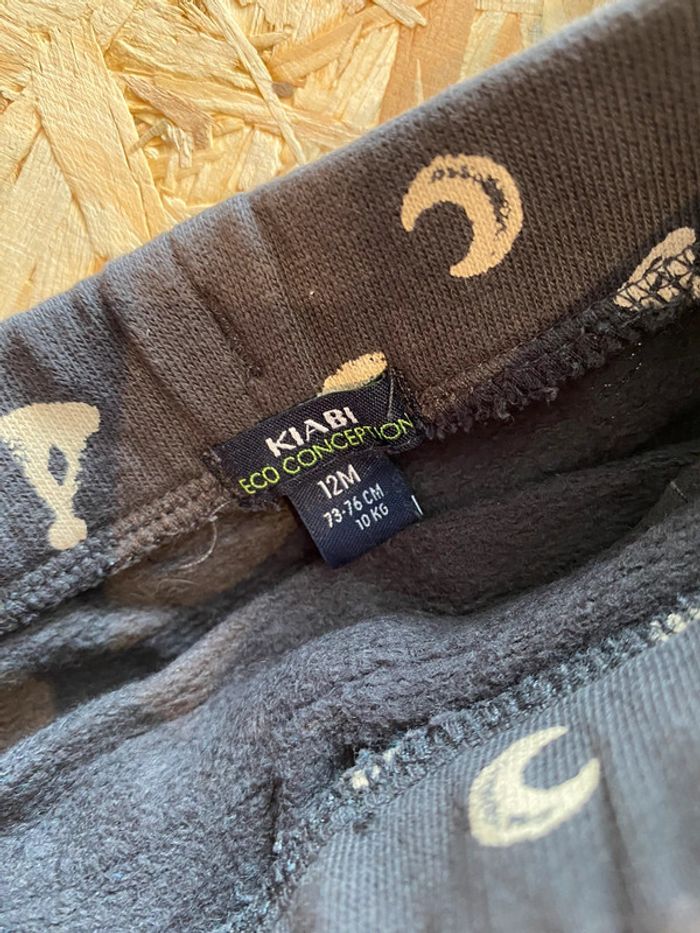 KIABI
ECO CONCEPTION
12M
73-76 CM
10 KG